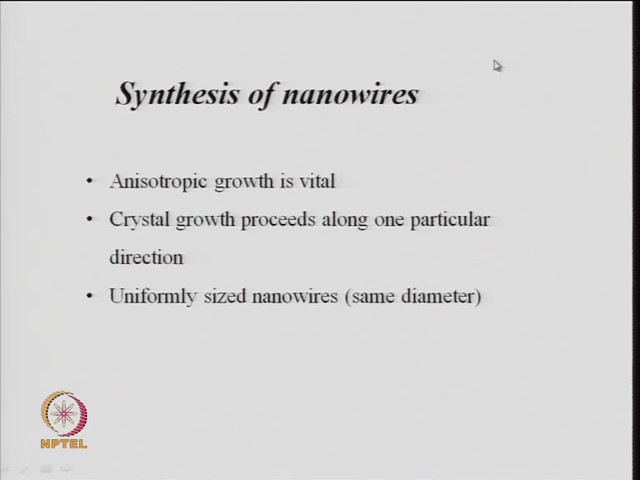 Synthesis of nanowires
• Anisotropic growth is vital
• Crystal growth proceeds along one particular
direction
• Uniformly sized nanowires (same diameter)
NPTEL